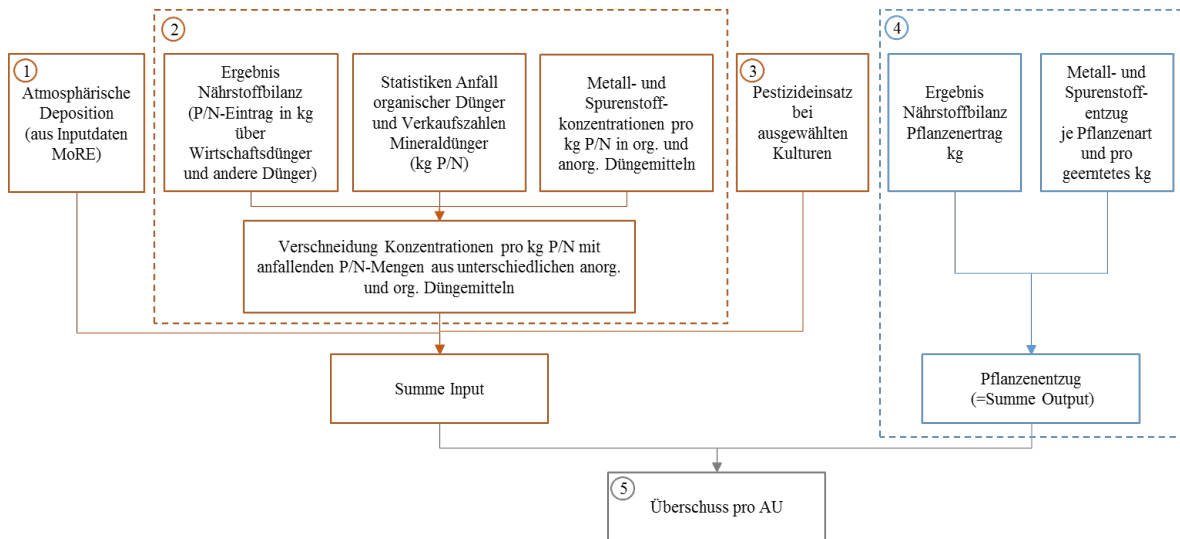 1
Atmosphärische
Deposition
(aus Inputdaten
MoRE)
2
Ergebnis
Nährstoffbilanz
(P/N-Eintrag in kg
über
Wirtschaftsdünger
und andere Dünger)
Statistiken Anfall
organischer Dünger
und Verkaufszahlen
Mineraldünger
(kg P/N)
Metall- und
Spurenstoff-
konzentrationen pro
kg P/N in org. und
anorg. Düngemitteln
Verschneidung Konzentrationen pro kg P/N mit
anfallenden P/N-Mengen aus unterschiedlichen anorg.
und org. Düngemitteln
3
Pestizideinsatz
bei
ausgewählten
Kulturen
4
Ergebnis
Nährstoffbilanz
Pflanzenertrag
kg
Metall- und
Spurenstoff-
entzug
je Pflanzenart
und pro
geerntetes kg
Summe Input
Pflanzenentzug
(=Summe Output)
5
Überschuss pro AU